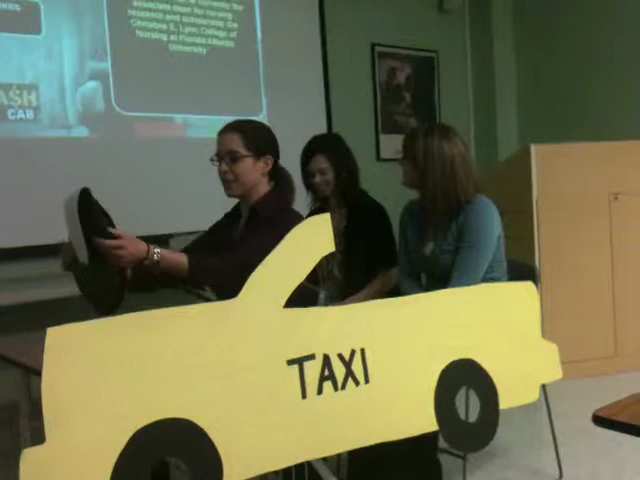 associate dean for nursing
research and scholarship the
Christine E. Lynn College of
Nursing at Florida Atlantic
University
CAB
TAXI